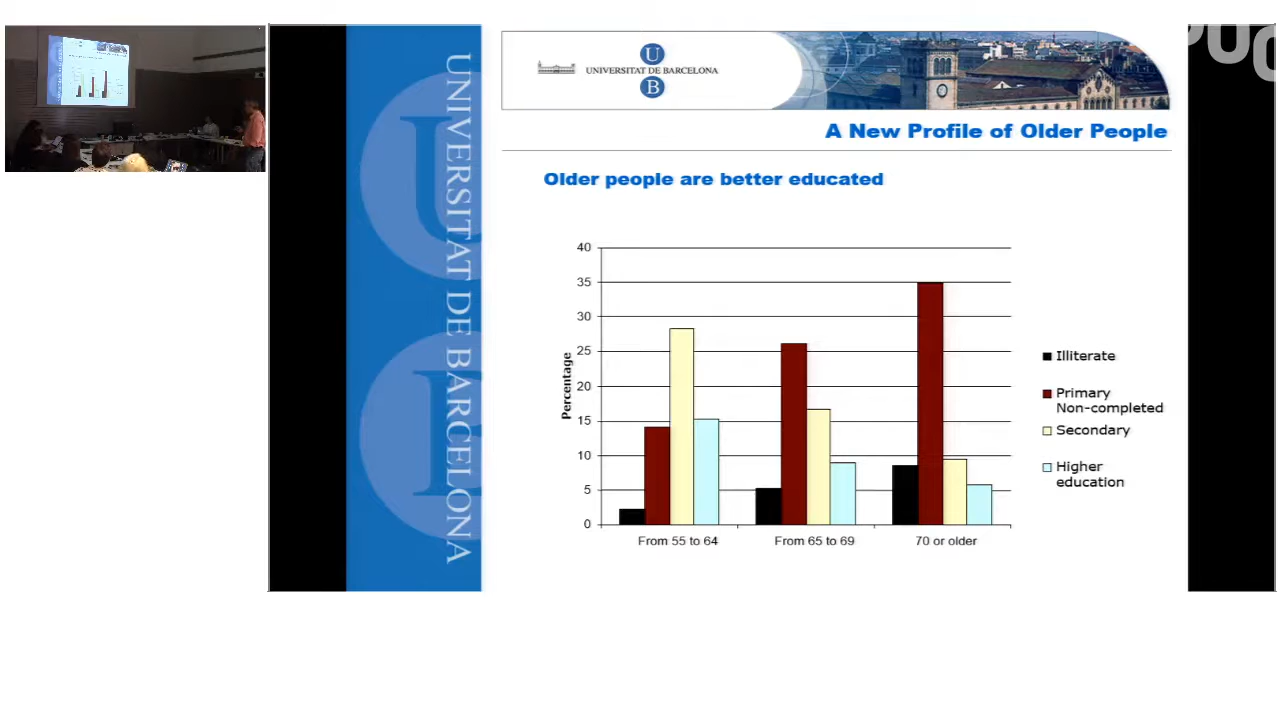 UOC
UNIVERSITAT DE BARCELONA
U
UNIVERSITAT DE BARCELONA
B
A New Profile of Older People
Older people are better educated
Percentage
40
35
30
25
20
15
10
5
0
From 55 to 64
From 65 to 69
70 or older
Illiterate
Primary
Non-completed
Secondary
Higher
education